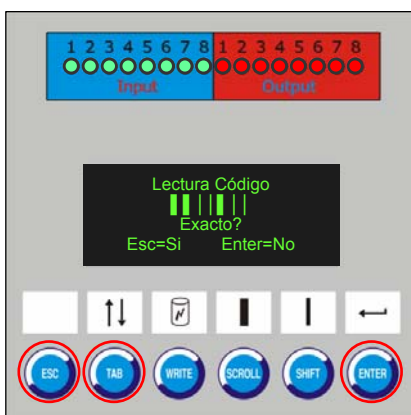 1 2 3 4 5 6 7 8 1 2 3 4 5 6 7 8
Input Output
Lectura Código
Exacto?
Esc=Si Enter=No
ESC TAB WRITE SCROLL SHIFT ENTER